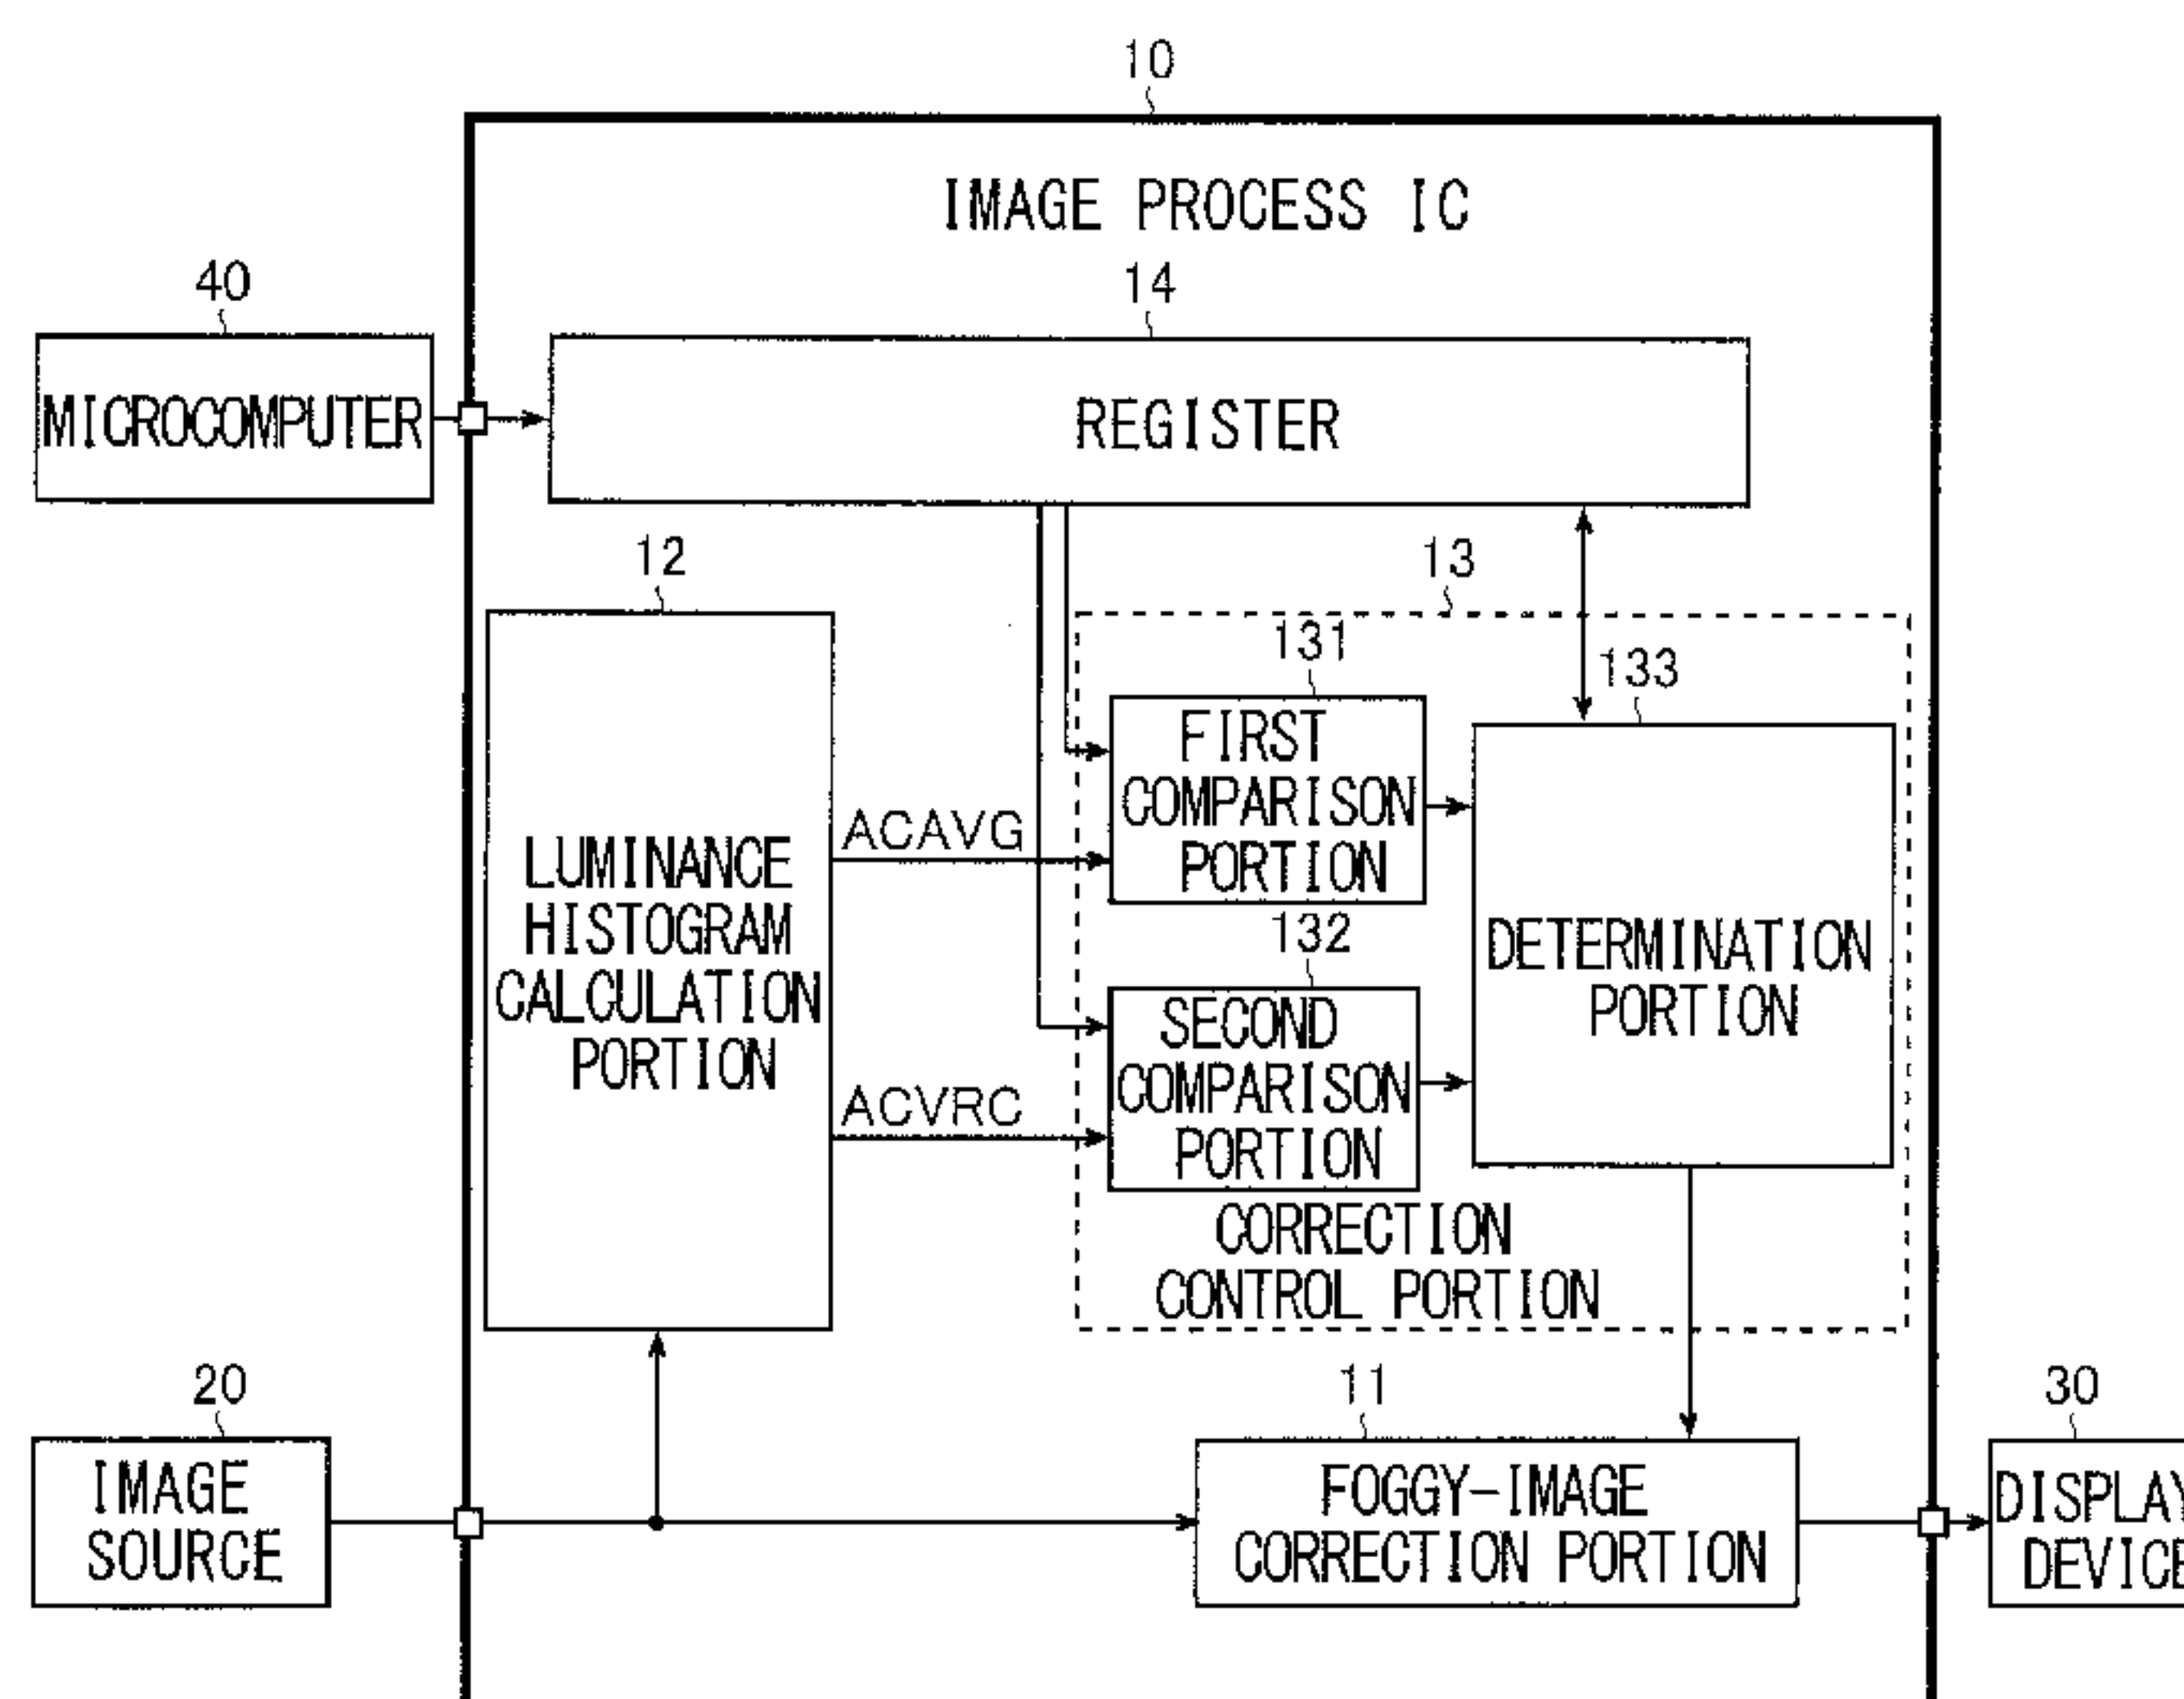 10
IMAGE PROCESS IC
40
14
MICROCOMPUTER
REGISTER
12
13
131
133
FIRST
COMPARISON
PORTION
ACAVG
LUMINANCE
HISTOGRAM
CALCULATION
PORTION
132
DETERMINATION
PORTION
SECOND
COMPARISON
PORTION
ACVRC
CORRECTION
CONTROL PORTION
20
11
30
IMAGE
SOURCE
FOGGY-IMAGE
CORRECTION PORTION
DISPLAY
DEVICE